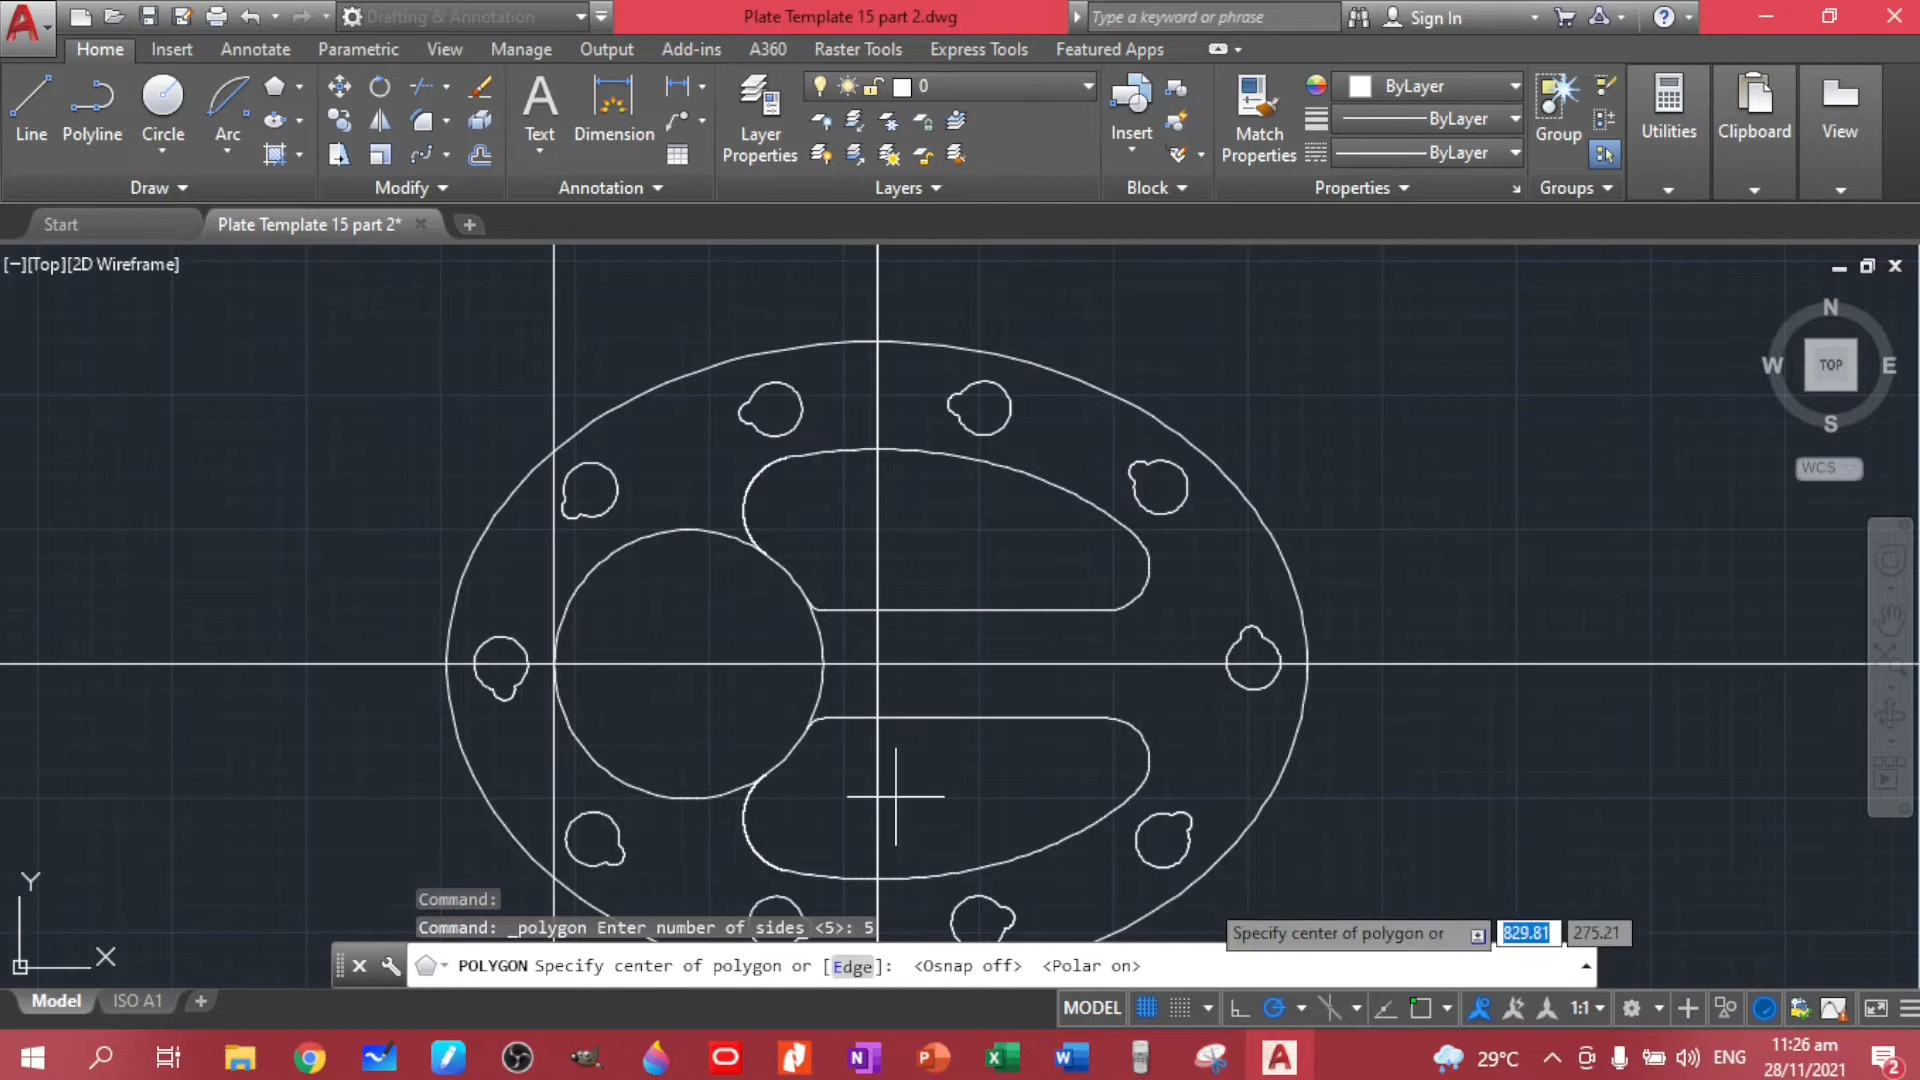 Drafting & Annotation
Plate Template 15 part 2.dwg
Type a keyword or phrase
Sign In
Home Insert Annotate Parametric View Manage Output Add-ins A360 Raster Tools Express Tools Featured Apps
0
ByLayer
Line Polyline Circle Arc Text Dimension Layer Properties Insert Match Properties ByLayer Group Utilities Clipboard View
ByLayer
Draw Modify Annotation Layers Block Properties Groups
Start Plate Template 15 part 2*
[−][Top][2D Wireframe]
N
W TOP E
S
WCS
Y
X
Command:
Command: _polygon Enter number of sides <5>: 5
Specify center of polygon or 829.81 275.21
POLYGON Specify center of polygon or [Edge]: <Osnap off> <Polar on>
Model ISO A1
MODEL 1:1
29°C ENG 11:26 am
28/11/2021
2